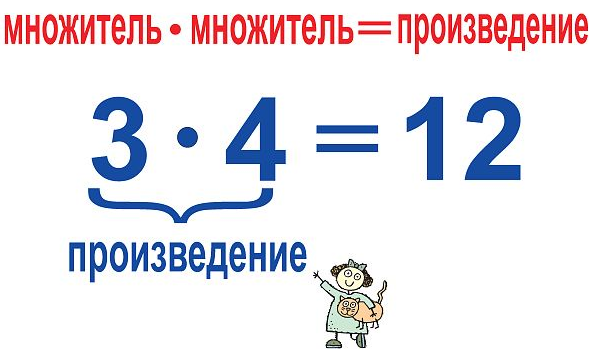 множитель • множитель = произведение
3 • 4 = 12
произведение